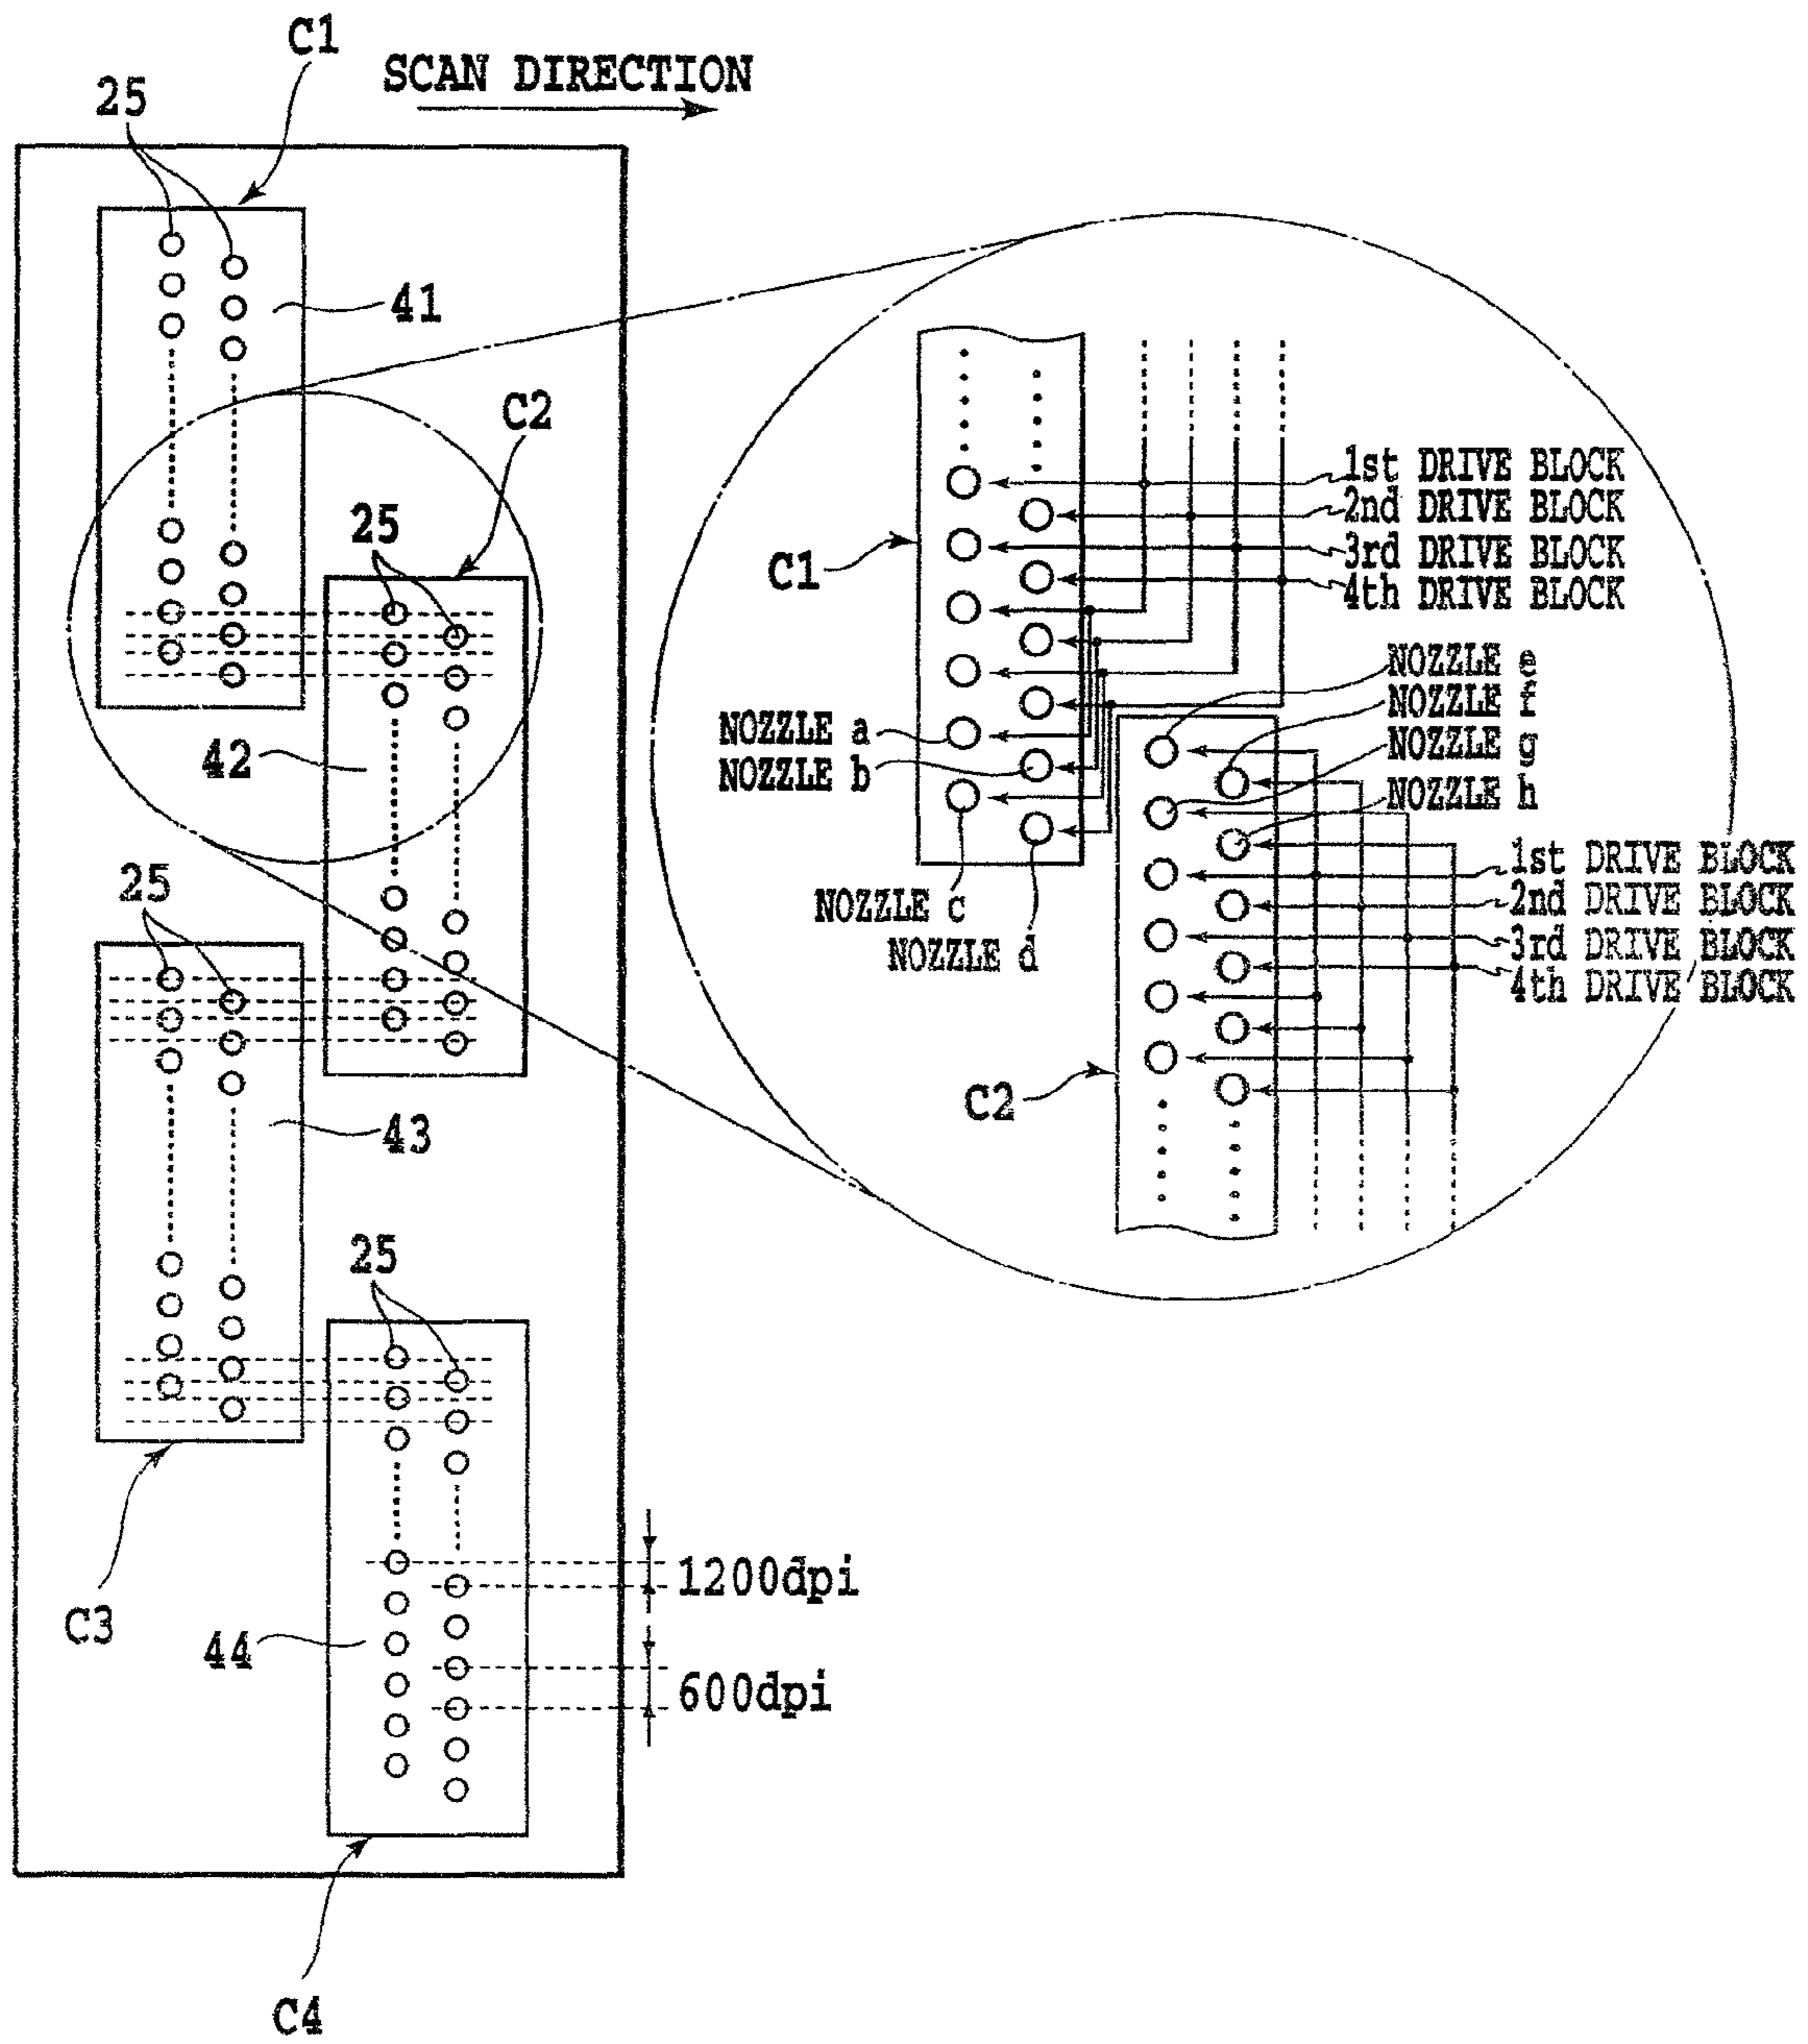 C1
SCAN DIRECTION
25
41
C2
25
42
25
43
25
C3
44
1200dpi
600dpi
C4
1st DRIVE BLOCK
2nd DRIVE BLOCK
3rd DRIVE BLOCK
4th DRIVE BLOCK
C1
NOZZLE e
NOZZLE f
NOZZLE g
NOZZLE h
NOZZLE a
NOZZLE b
NOZZLE c
NOZZLE d
1st DRIVE BLOCK
2nd DRIVE BLOCK
3rd DRIVE BLOCK
4th DRIVE BLOCK
C2